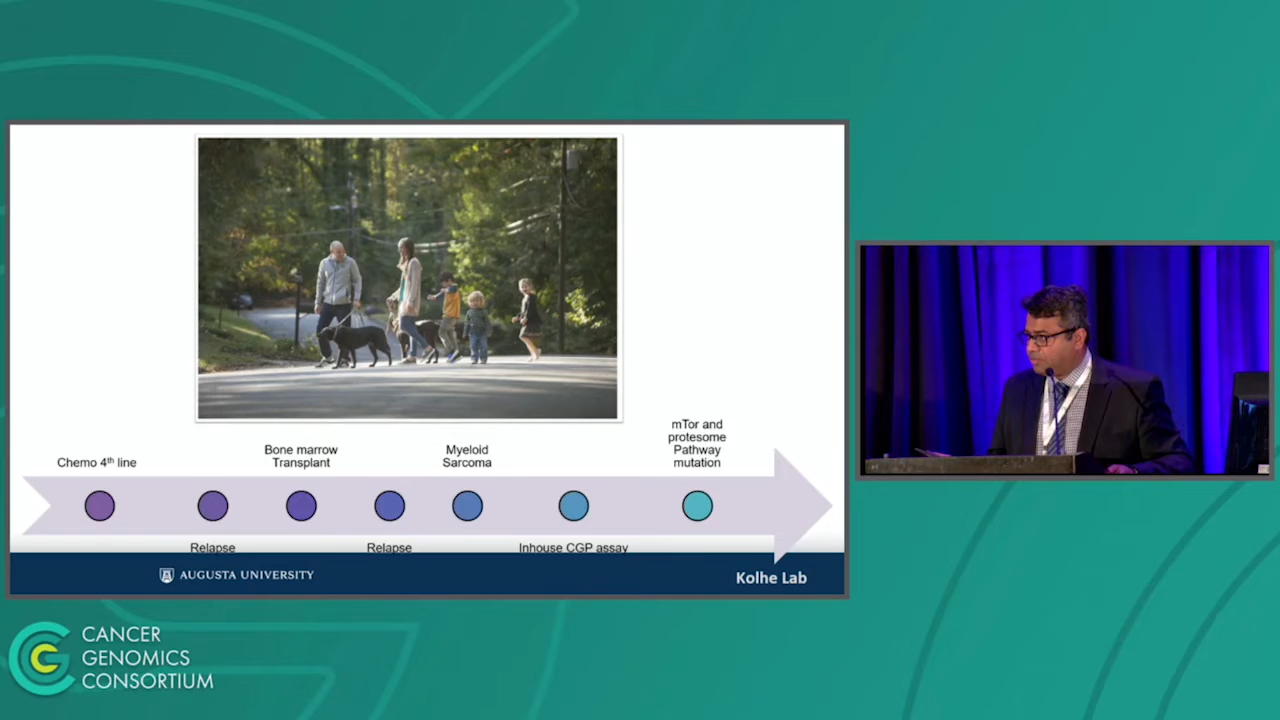 mTor and
protesome
Pathway
mutation
Bone marrow
Transplant
Myeloid
Sarcoma
Chemo 4th line
Relapse
Relapse
Inhouse CGP assay
AUGUSTA UNIVERSITY
Kolhe Lab
CANCER
GENOMICS
CONSORTIUM